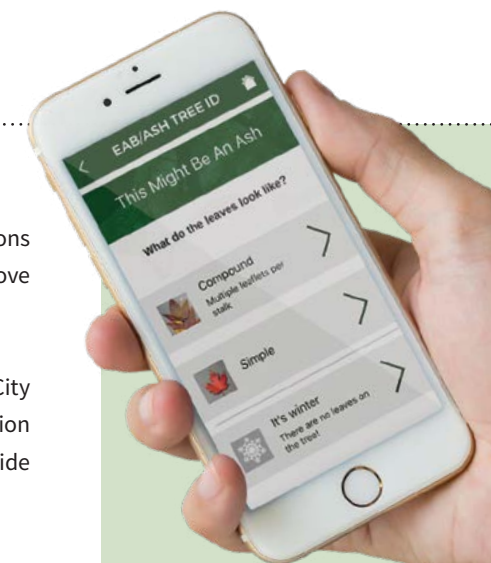 ons
ove
City
ion
ide
EAB/ASH TREE ID
This Might Be An Ash
What do the leaves look like?
Compound
Multiple leaflets per
stalk
Simple
It's winter
There are no leaves on
the tree!